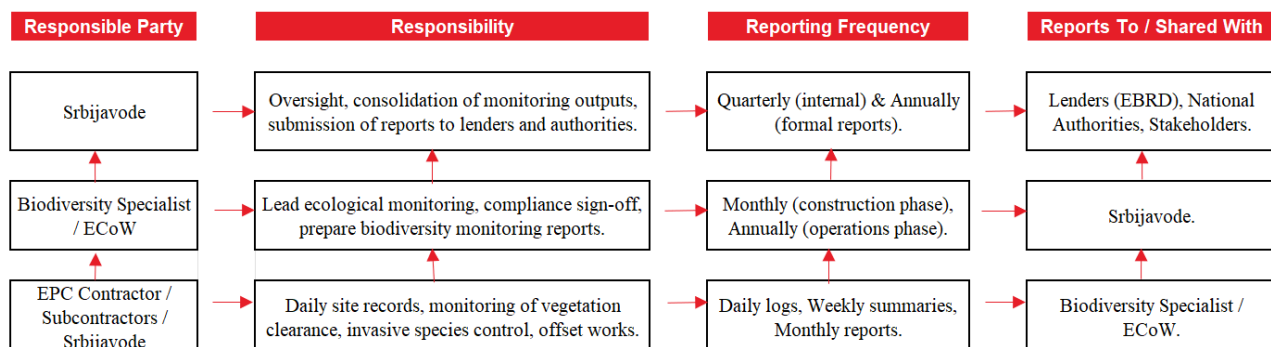 Responsible Party
Responsibility
Reporting Frequency
Reports To / Shared With
Srbijavode
Oversight, consolidation of monitoring outputs,
submission of reports to lenders and authorities.
Quarterly (internal) & Annually
(formal reports).
Lenders (EBRD), National
Authorities, Stakeholders.
Biodiversity Specialist
/ ECoW
Lead ecological monitoring, compliance sign-off,
prepare biodiversity monitoring reports.
Monthly (construction phase),
Annually (operations phase).
Srbijavode.
EPC Contractor /
Subcontractors /
Srbijavode
Daily site records, monitoring of vegetation
clearance, invasive species control, offset works.
Daily logs, Weekly summaries,
Monthly reports.
Biodiversity Specialist /
ECoW.